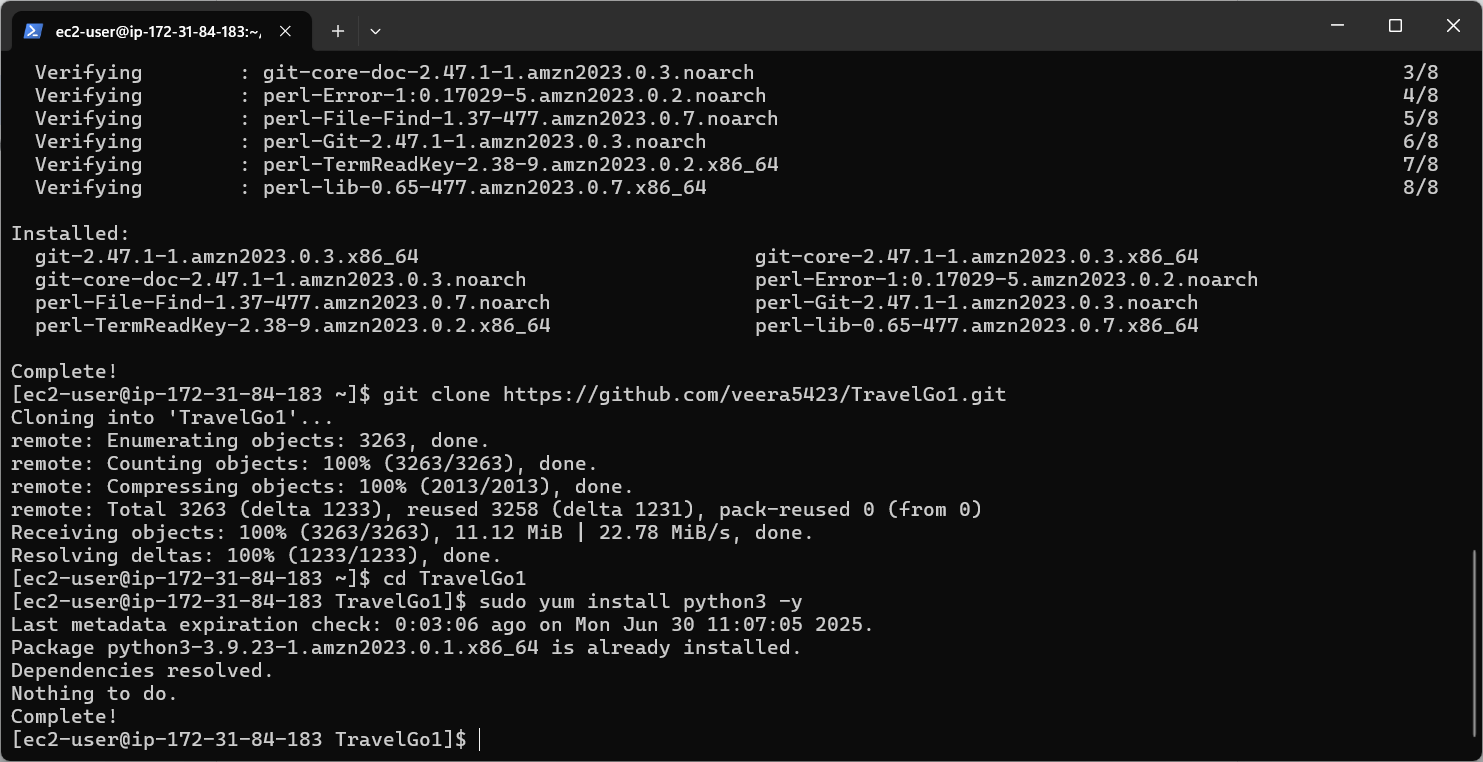 ec2-user@ip-172-31-84-183:~/
  Verifying        : git-core-doc-2.47.1-1.amzn2023.0.3.noarch                                                      3/8
  Verifying        : perl-Error-1:0.17029-5.amzn2023.0.2.noarch                                                     4/8
  Verifying        : perl-File-Find-1.37-477.amzn2023.0.7.noarch                                                    5/8
  Verifying        : perl-Git-2.47.1-1.amzn2023.0.3.noarch                                                          6/8
  Verifying        : perl-TermReadKey-2.38-9.amzn2023.0.2.x86_64                                                    7/8
  Verifying        : perl-lib-0.65-477.amzn2023.0.7.x86_64                                                          8/8

Installed:
  git-2.47.1-1.amzn2023.0.3.x86_64                            git-core-2.47.1-1.amzn2023.0.3.x86_64
  git-core-doc-2.47.1-1.amzn2023.0.3.noarch                   perl-Error-1:0.17029-5.amzn2023.0.2.noarch
  perl-File-Find-1.37-477.amzn2023.0.7.noarch                 perl-Git-2.47.1-1.amzn2023.0.3.noarch
  perl-TermReadKey-2.38-9.amzn2023.0.2.x86_64                 perl-lib-0.65-477.amzn2023.0.7.x86_64

Complete!
[ec2-user@ip-172-31-84-183 ~]$ git clone https://github.com/veera5423/TravelGo1.git
Cloning into 'TravelGo1'...
remote: Enumerating objects: 3263, done.
remote: Counting objects: 100% (3263/3263), done.
remote: Compressing objects: 100% (2013/2013), done.
remote: Total 3263 (delta 1233), reused 3258 (delta 1231), pack-reused 0 (from 0)
Receiving objects: 100% (3263/3263), 11.12 MiB | 22.78 MiB/s, done.
Resolving deltas: 100% (1233/1233), done.
[ec2-user@ip-172-31-84-183 ~]$ cd TravelGo1
[ec2-user@ip-172-31-84-183 TravelGo1]$ sudo yum install python3 -y
Last metadata expiration check: 0:03:06 ago on Mon Jun 30 11:07:05 2025.
Package python3-3.9.23-1.amzn2023.0.1.x86_64 is already installed.
Dependencies resolved.
Nothing to do.
Complete!
[ec2-user@ip-172-31-84-183 TravelGo1]$